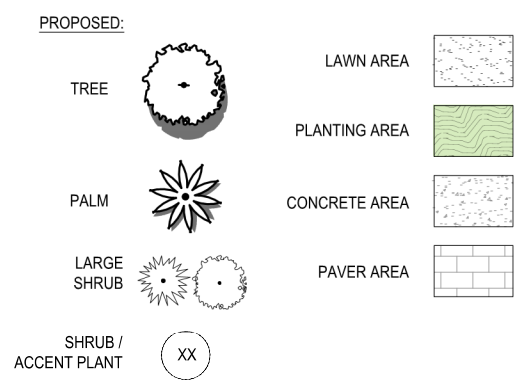 PROPOSED:
TREE
PALM
LARGE
SHRUB
SHRUB /
ACCENT PLANT
XX
LAWN AREA
PLANTING AREA
CONCRETE AREA
PAVER AREA